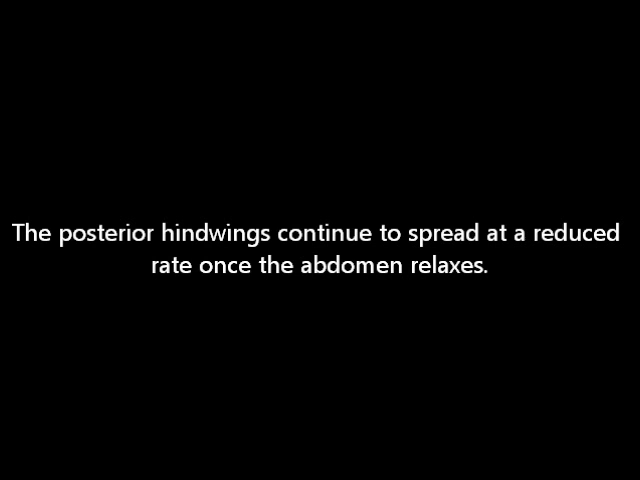 The posterior hindwings continue to spread at a reduced
rate once the abdomen relaxes.